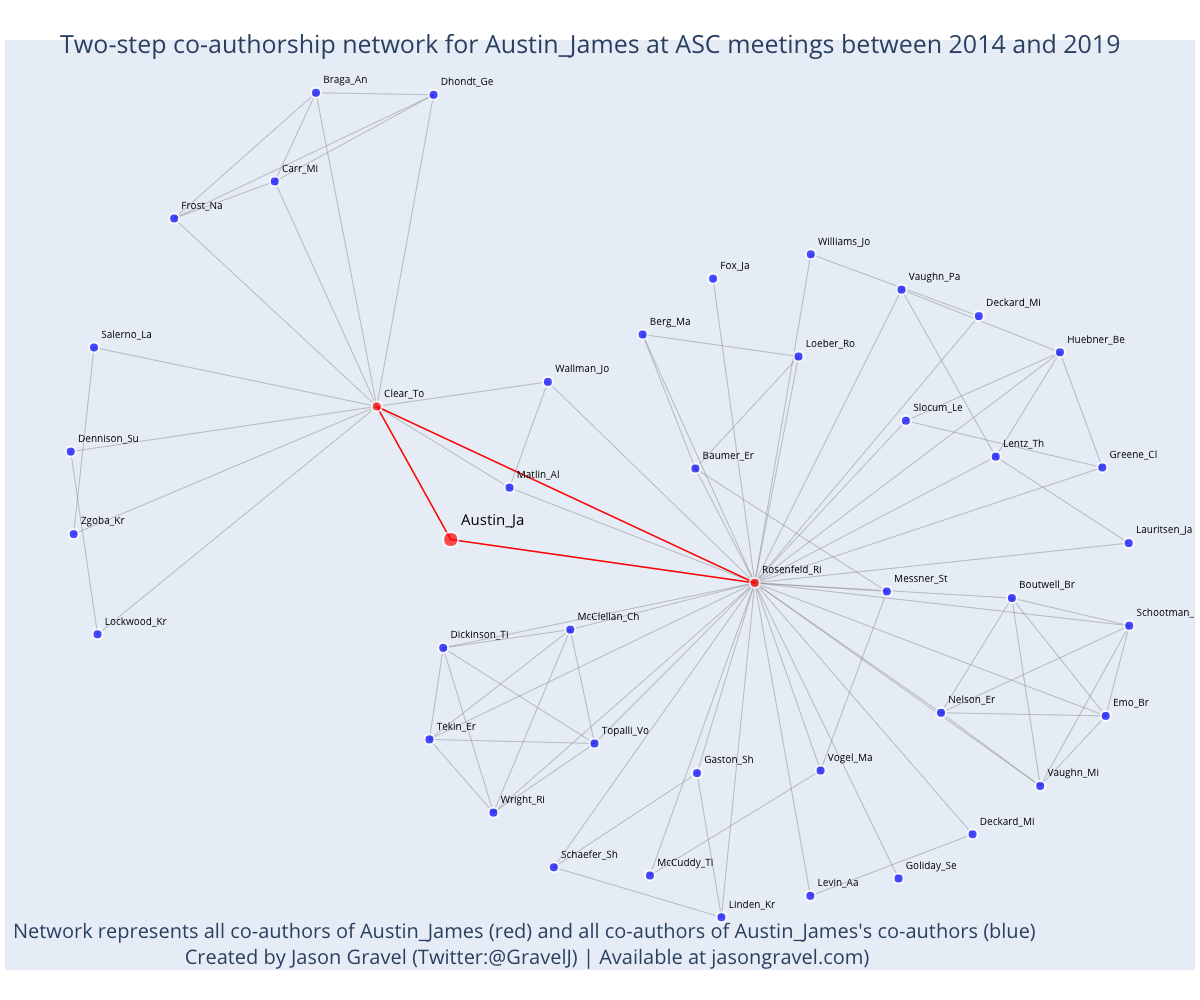 Two-step co-authorship network for Austin_James at ASC meetings between 2014 and 2019
Braga_An
Dhondt_Ge
Carr_Mi
Frost_Na
Williams_Jo
Fox_Ja
Vaughn_Pa
Deckard_Mi
Berg_Ma
Salerno_La
Loeber_Ro
Huebner_Be
Wallman_Jo
Clear_To
Slocum_Le
Dennison_Su
Lentz_Th
Baumer_Er
Greene_Cl
Matlin_Al
Zgoba_Kr
Austin_Ja
Lauritsen_Ja
Rosenfeld_Ri
Messner_St
Boutwell_Br
Schootman_
Lockwood_Kr
McClellan_Ch
Dickinson_Ti
Nelson_Er
Emo_Br
Tekin_Er
Topalli_Vo
Gaston_Sh
Vogel_Ma
Vaughn_Mi
Wright_Ri
Deckard_Mi
Schaefer_Sh
McCuddy_Ti
Goliday_Se
Levin_Aa
Linden_Kr
Network represents all co-authors of Austin_James (red) and all co-authors of Austin_James's co-authors (blue)
Created by Jason Gravel (Twitter:@GravelJ) | Available at jasongravel.com)